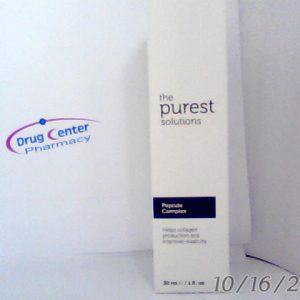 Drug Center
Pharmacy
the
purest
solutions
Peptide
Complex
Helps collagen
production and
improves elasticity
30 ml ℮ / 1 fl. oz
10/16/2